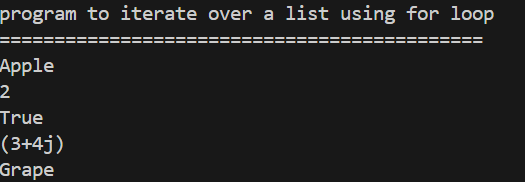 program to iterate over a list using for loop
============================================
Apple
2
True
(3+4j)
Grape